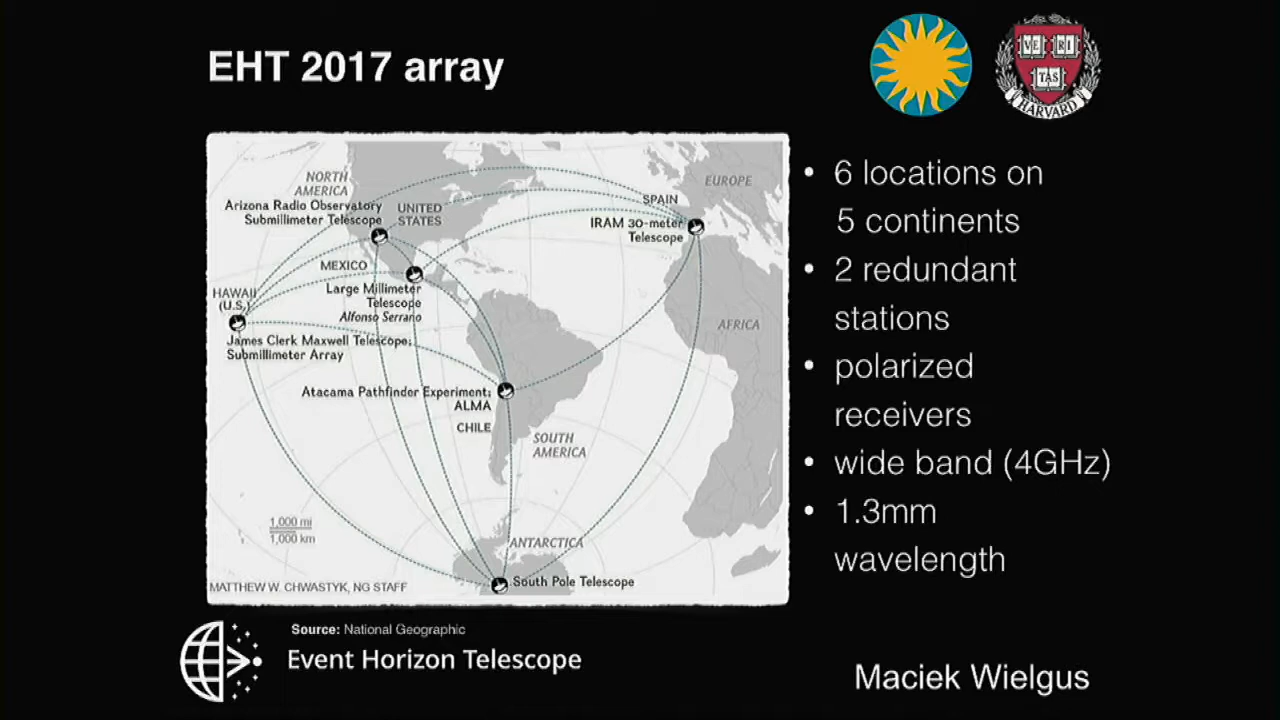 EHT 2017 array
VE RI
TAS
HARVARD
NORTH
AMERICA
Arizona Radio Observatory
Submillimeter Telescope
UNITED
STATES
EUROPE
SPAIN
IRAM 30-meter
Telescope
MEXICO
Large Millimeter
Telescope
Alfonso Serrano
HAWAII
(U.S.)
James Clerk Maxwell Telescope;
Submillimeter Array
AFRICA
Atacama Pathfinder Experiment;
ALMA
CHILE
SOUTH
AMERICA
1,000 mi
1,000 km
ANTARCTICA
South Pole Telescope
MATTHEW W. CHWASTYK, NG STAFF
• 6 locations on
5 continents
• 2 redundant
stations
• polarized
receivers
• wide band (4GHz)
• 1.3mm
wavelength
Source: National Geographic
Event Horizon Telescope
Maciek Wielgus